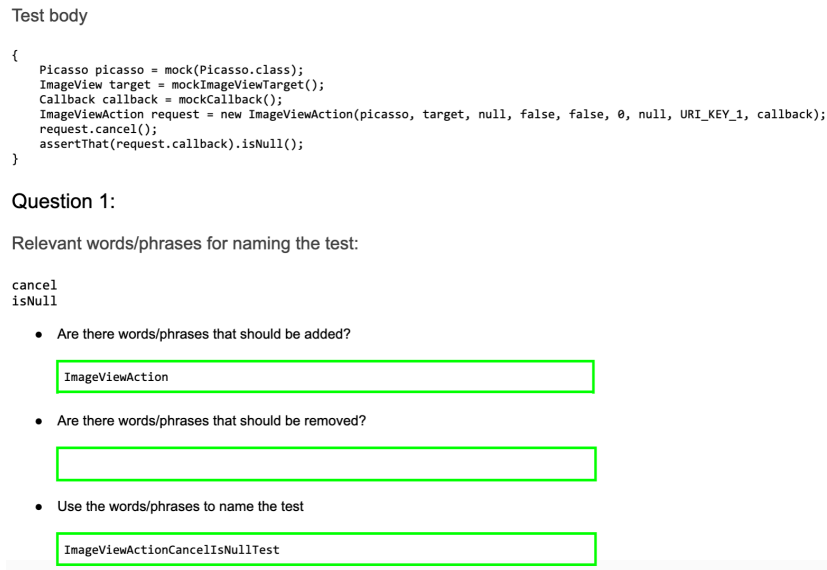 Test body
{
    Picasso picasso = mock(Picasso.class);
    ImageView target = mockImageViewTarget();
    Callback callback = mockCallback();
    ImageViewAction request = new ImageViewAction(picasso, target, null, false, false, 0, null, URI_KEY_1, callback);
    request.cancel();
    assertThat(request.callback).isNull();
}
Question 1:
Relevant words/phrases for naming the test:
cancel
isNull
● Are there words/phrases that should be added?
ImageViewAction
● Are there words/phrases that should be removed?
● Use the words/phrases to name the test
ImageViewActionCancelIsNullTest